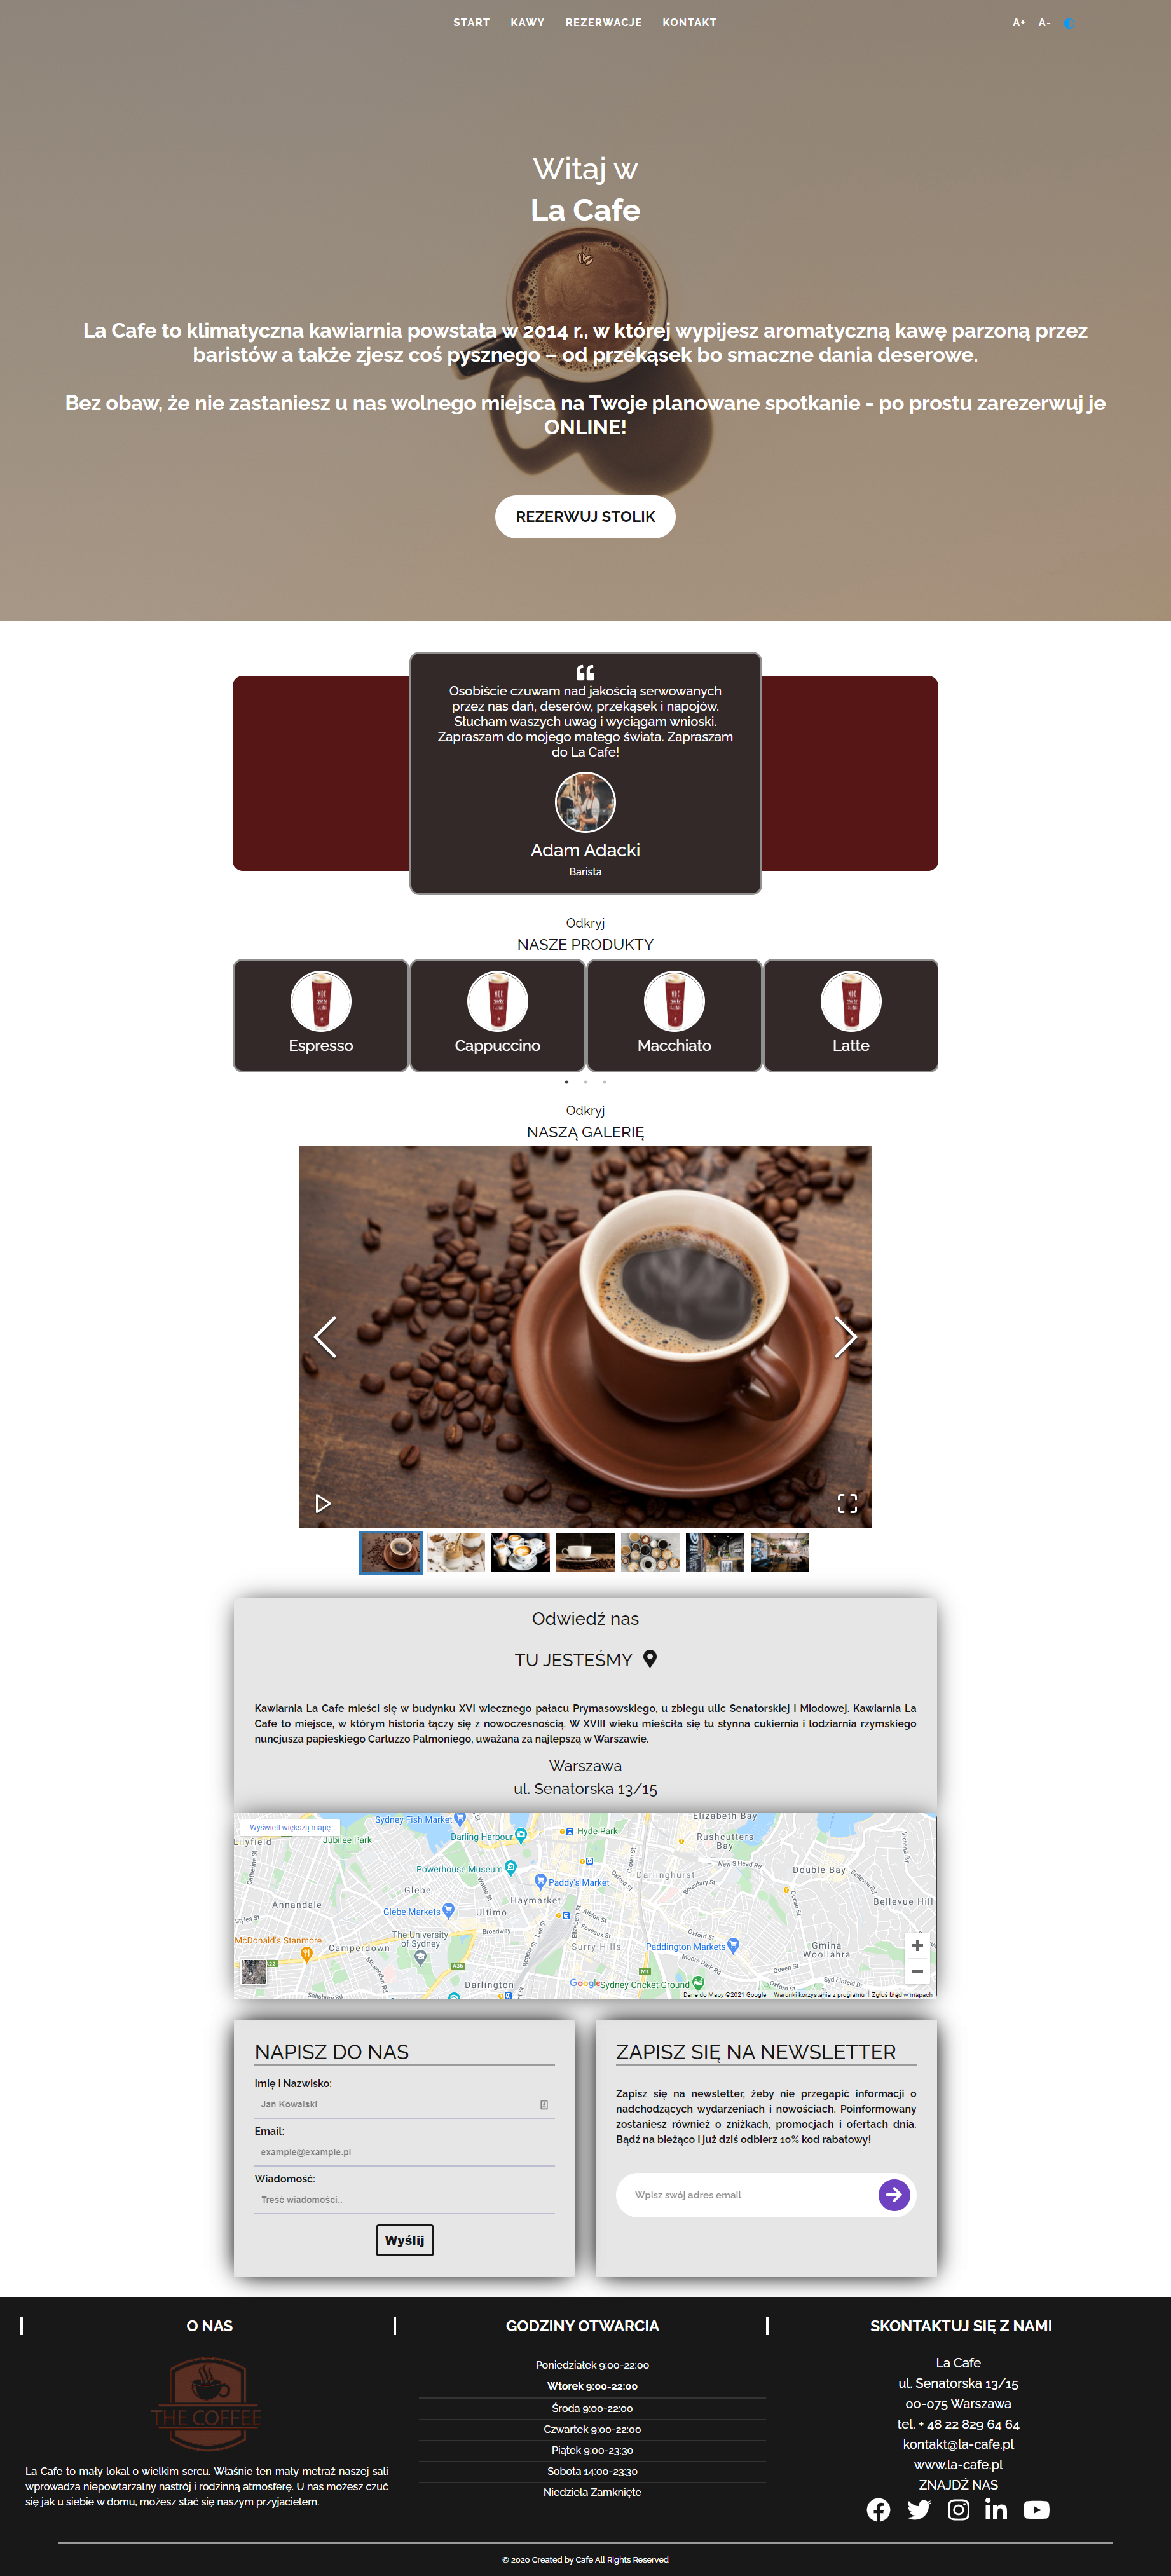 START KAWY REZERWACJE KONTAKT A+ A-
Witaj w
La Cafe
La Cafe to klimatyczna kawiarnia powstała w 2014 r., w której wypijesz aromatyczną kawę parzoną przez
baristów a także zjesz coś pysznego – od przekąsek bo smaczne dania deserowe.
Bez obaw, że nie zastaniesz u nas wolnego miejsca na Twoje planowane spotkanie - po prostu zarezerwuj je
ONLINE!
REZERWUJ STOLIK
Osobiście czuwam nad jakością serwowanych
przez nas dań, deserów, przekąsek i napojów.
Słucham waszych uwag i wyciągam wnioski.
Zapraszam do mojego małego świata. Zapraszam
do La Cafe!
Adam Adacki
Barista
Odkryj
NASZE PRODUKTY
Espresso Cappuccino Macchiato Latte
Odkryj
NASZĄ GALERIĘ
Odwiedź nas
TU JESTEŚMY
Kawiarnia La Cafe mieści się w budynku XVI wiecznego pałacu Prymasowskiego, u zbiegu ulic Senatorskiej i Miodowej. Kawiarnia La
Cafe to miejsce, w którym historia łączy się z nowoczesnością. W XVIII wieku mieściła się tu słynna cukiernia i lodziarnia rzymskiego
nuncjusza papieskiego Carluzzo Palmoniego, uważana za najlepszą w Warszawie.
Warszawa
ul. Senatorska 13/15
Wyświetl większą mapę
Sydney Fish Market
Elizabeth Bay
Lilyfield
Jubilee Park
Darling Harbour
Hyde Park
Rushcutters
Bay
Powerhouse Museum
Darlinghurst
New S Head Rd
Double Bay
Paddy's Market
Glebe
Haymarket
Annandale
Glebe Markets
Ultimo
Bellevue Hill
Broadway
The University
of Sydney
McDonald's Stanmore
Camperdown
Surry Hills
Paddington Markets
Gmina
Woollahra
A22
A36
M1
Darlington
Google
Sydney Cricket Ground
Salisbury Rd
Dane do Mapy ©2021 Google Warunki korzystania z programu Zgłoś błąd w mapach
NAPISZ DO NAS
Imię i Nazwisko:
Jan Kowalski
Email:
example@example.pl
Wiadomość:
Treść wiadomości..
Wyślij
ZAPISZ SIĘ NA NEWSLETTER
Zapisz się na newsletter, żeby nie przegapić informacji o
nadchodzących wydarzeniach i nowościach. Poinformowany
zostaniesz również o zniżkach, promocjach i ofertach dnia.
Bądź na bieżąco i już dziś odbierz 10% kod rabatowy!
Wpisz swój adres email
O NAS
THE COFFEE
La Cafe to mały lokal o wielkim sercu. Właśnie ten mały metraż naszej sali
wprowadza niepowtarzalny nastrój i rodzinną atmosferę. U nas możesz czuć
się jak u siebie w domu, możesz stać się naszym przyjacielem.
GODZINY OTWARCIA
Poniedziałek 9:00-22:00
Wtorek 9:00-22:00
Środa 9:00-22:00
Czwartek 9:00-22:00
Piątek 9:00-23:30
Sobota 14:00-23:30
Niedziela Zamknięte
SKONTAKTUJ SIĘ Z NAMI
La Cafe
ul. Senatorska 13/15
00-075 Warszawa
tel. + 48 22 829 64 64
kontakt@la-cafe.pl
www.la-cafe.pl
ZNAJDŹ NAS
© 2020 Created by Cafe All Rights Reserved